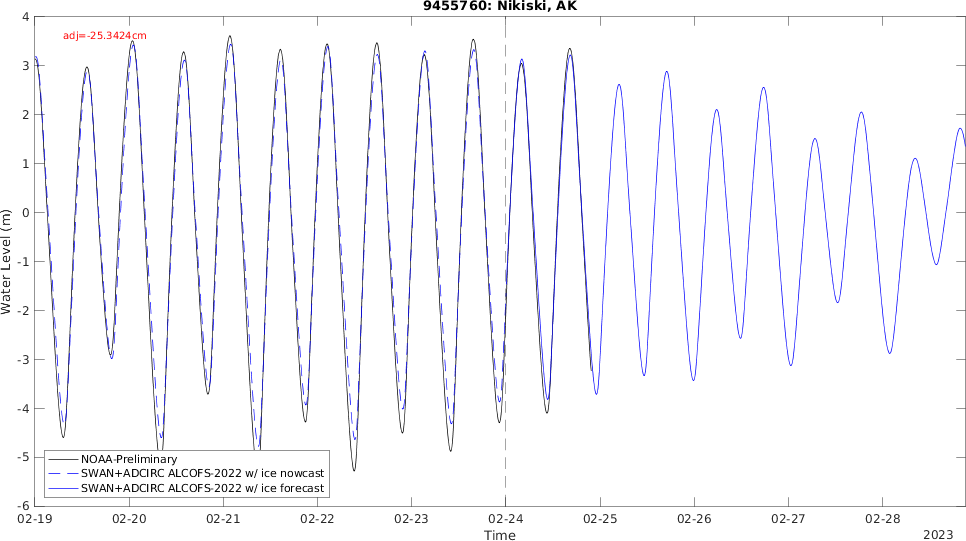 9455760: Nikiski, AK
adj=-25.3424cm
4
3
2
1
0
-1
-2
-3
-4
-5
-6
Water Level (m)
NOAA-Preliminary
SWAN+ADCIRC ALCOFS-2022 w/ ice nowcast
SWAN+ADCIRC ALCOFS-2022 w/ ice forecast
02-19 02-20 02-21 02-22 02-23 02-24 02-25 02-26 02-27 02-28
Time
2023